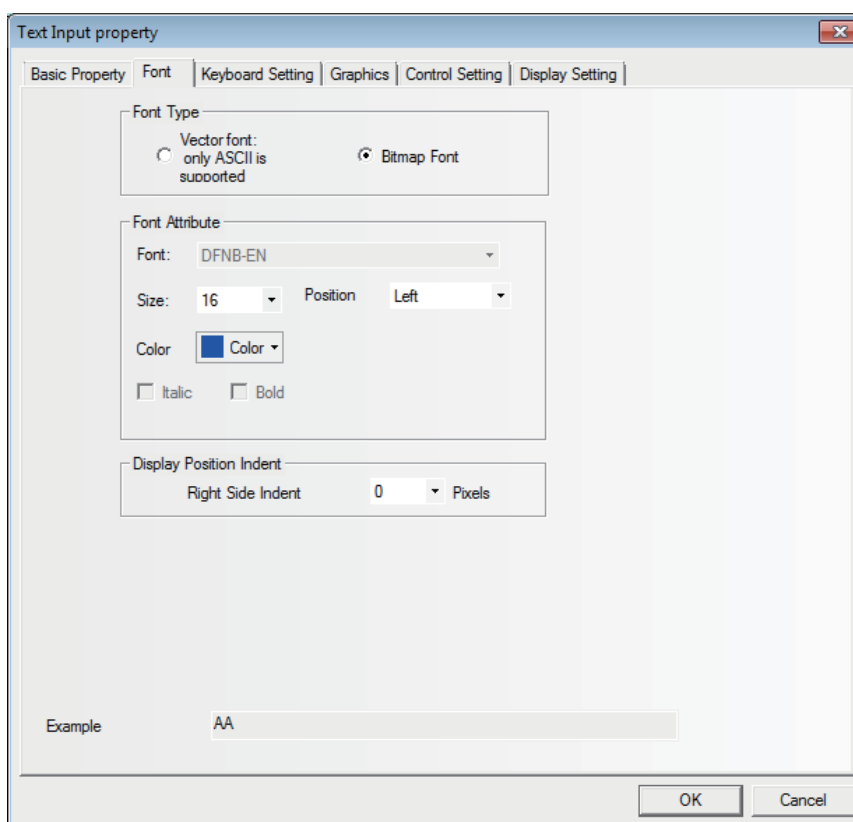 Text Input property
Basic Property Font Keyboard Setting Graphics Control Setting Display Setting
Font Type
Vector font:
only ASCII is
supported
Bitmap Font
Font Attribute
Font: DFNB-EN
Size: 16 Position Left
Color Color
Italic Bold
Display Position Indent
Right Side Indent 0 Pixels
Example AA
OK Cancel